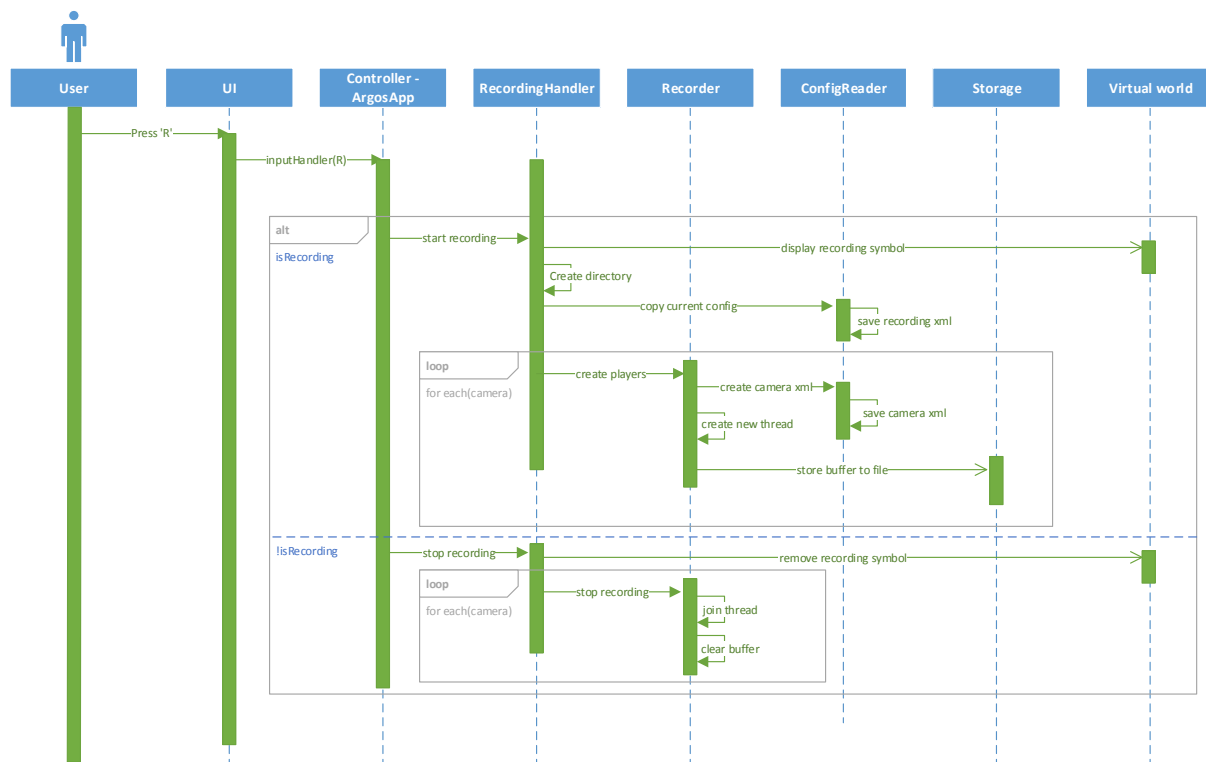 User
UI
Controller -
ArgosApp
RecordingHandler
Recorder
ConfigReader
Storage
Virtual world
Press 'R'
inputHandler(R)
alt
isRecording
start recording
display recording symbol
Create directory
copy current config
save recording xml
loop
for each(camera)
create players
create camera xml
save camera xml
create new thread
store buffer to file
!isRecording
stop recording
remove recording symbol
loop
for each(camera)
stop recording
join thread
clear buffer